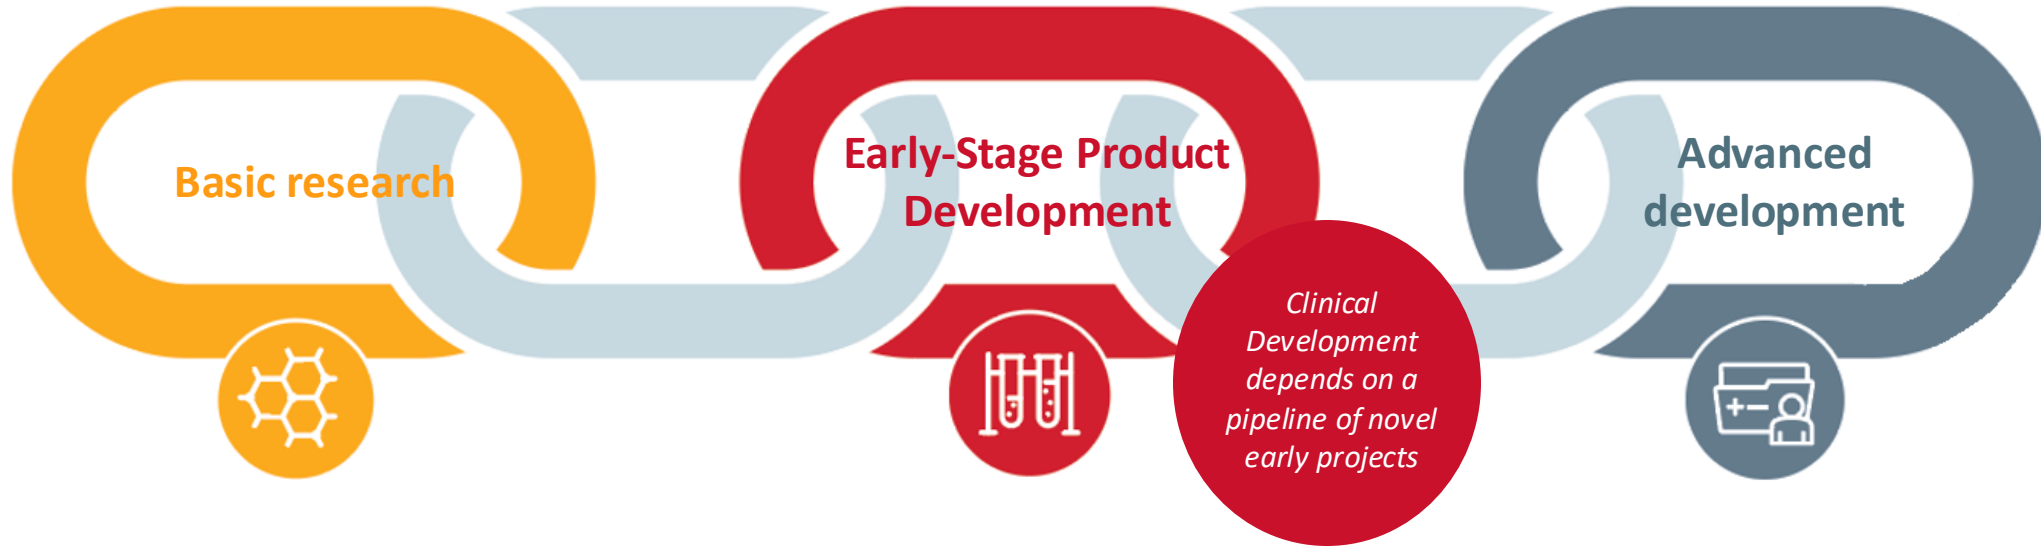 Basic research
Early-Stage Product
Development
Advanced
development
Clinical
Development
depends on a
pipeline of novel
early projects